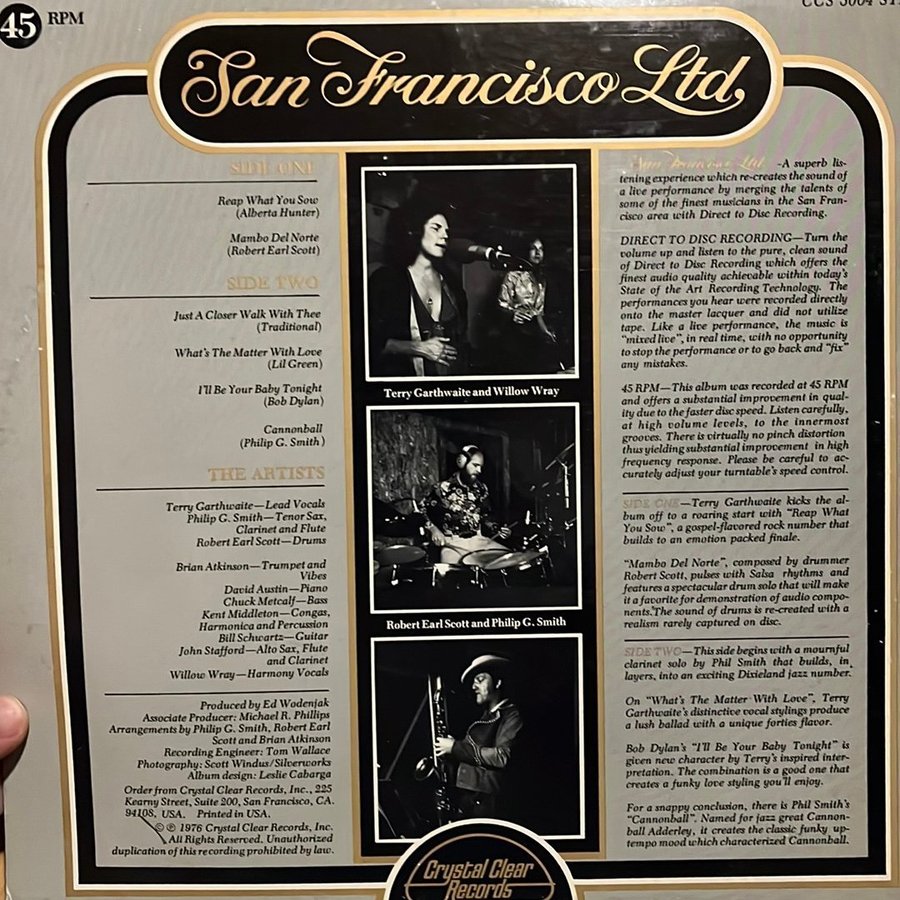 45 RPM
San Francisco Ltd.
SIDE ONE
Reap What You Sow
(Alberta Hunter)
Mambo Del Norte
(Robert Earl Scott)
SIDE TWO
Just A Closer Walk With Thee
(Traditional)
What's The Matter With Love
(Lil Green)
I'll Be Your Baby Tonight
(Bob Dylan)
Cannonball
(Philip G. Smith)
THE ARTISTS
Terry Garthwaite—Lead Vocals
Philip G. Smith—Tenor Sax,
Clarinet and Flute
Robert Earl Scott—Drums
Brian Atkinson—Trumpet and
Vibes
David Austin—Piano
Chuck Metcalf—Bass
Kent Middleton—Congas,
Harmonica and Percussion
Bill Schwartz—Guitar
John Stafford—Alto Sax, Flute
and Clarinet
Willow Wray—Harmony Vocals
Produced by Ed Wodenjak
Associate Producer: Michael R. Phillips
Arrangements by Philip G. Smith, Robert Earl
Scott and Brian Atkinson
Recording Engineer: Tom Wallace
Photography: Scott Windus/Silverworks
Album design: Leslie Cabarga
Order from Crystal Clear Records, Inc., 225
Kearny Street, Suite 200, San Francisco, CA.
94108, USA. Printed in USA.
© ℗ 1976 Crystal Clear Records, Inc.
All Rights Reserved. Unauthorized
duplication of this recording prohibited by law.
Terry Garthwaite and Willow Wray
Robert Earl Scott and Philip G. Smith
Crystal Clear
Records
San Francisco Ltd. -A superb lis-
tening experience which re-creates the sound of
a live performance by merging the talents of
some of the finest musicians in the San Fran-
cisco area with Direct to Disc Recording.
DIRECT TO DISC RECORDING—Turn the
volume up and listen to the pure, clean sound
of Direct to Disc Recording which offers the
finest audio quality achievable within today's
State of the Art Recording Technology. The
performances you hear were recorded directly
onto the master lacquer and did not utilize
tape. Like a live performance, the music is
"mixed live", in real time, with no opportunity
to stop the performance or to go back and "fix"
any mistakes.
45 RPM—This album was recorded at 45 RPM
and offers a substantial improvement in qual-
ity due to the faster disc speed. Listen carefully,
at high volume levels, to the innermost
grooves. There is virtually no pinch distortion
thus yielding substantial improvement in high
frequency response. Please be careful to ac-
curately adjust your turntable's speed control.
SIDE ONE—Terry Garthwaite kicks the al-
bum off to a roaring start with "Reap What
You Sow", a gospel-flavored rock number that
builds to an emotion packed finale.
"Mambo Del Norte", composed by drummer
Robert Scott, pulses with Salsa rhythms and
features a spectacular drum solo that will make
it a favorite for demonstration of audio compo-
nents. The sound of drums is re-created with a
realism rarely captured on disc.
SIDE TWO—This side begins with a mournful
clarinet solo by Phil Smith that builds, in
layers, into an exciting Dixieland jazz number.
On "What's The Matter With Love", Terry
Garthwaite's distinctive vocal stylings produce
a lush ballad with a unique forties flavor.
Bob Dylan's "I'll Be Your Baby Tonight" is
given new character by Terry's inspired inter-
pretation. The combination is a good one that
creates a funky love styling you'll enjoy.
For a snappy conclusion, there is Phil Smith's
"Cannonball". Named for jazz great Cannon-
ball Adderley, it creates the classic funky up-
tempo mood which characterized Cannonball.